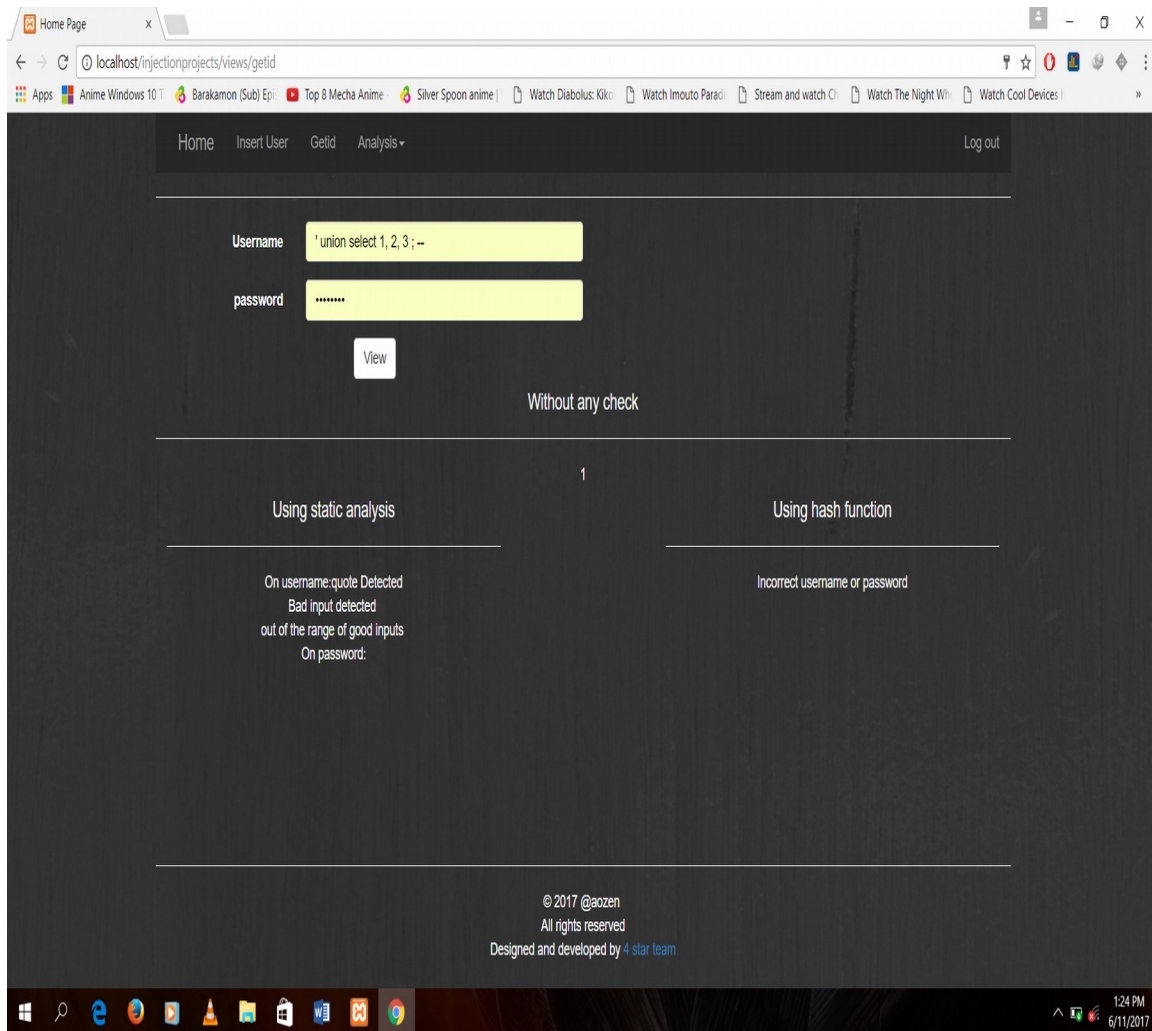 Home Page
localhost/injectionprojects/views/getid
Apps Anime Windows 10 T Barakamon (Sub) Epi Top 8 Mecha Anime - Silver Spoon anime | Watch Diabolus: Kiko Watch Imouto Paradi Stream and watch Ch Watch The Night Wh Watch Cool Devices H »
Home Insert User Getid Analysis Log out
Username ' union select 1, 2, 3 ; --
password ••••••••
View
Without any check
1
Using static analysis
On username:quote Detected
Bad input detected
out of the range of good inputs
On password:
Using hash function
Incorrect username or password
© 2017 @aozen
All rights reserved
Designed and developed by 4 star team
1:24 PM
6/11/2017